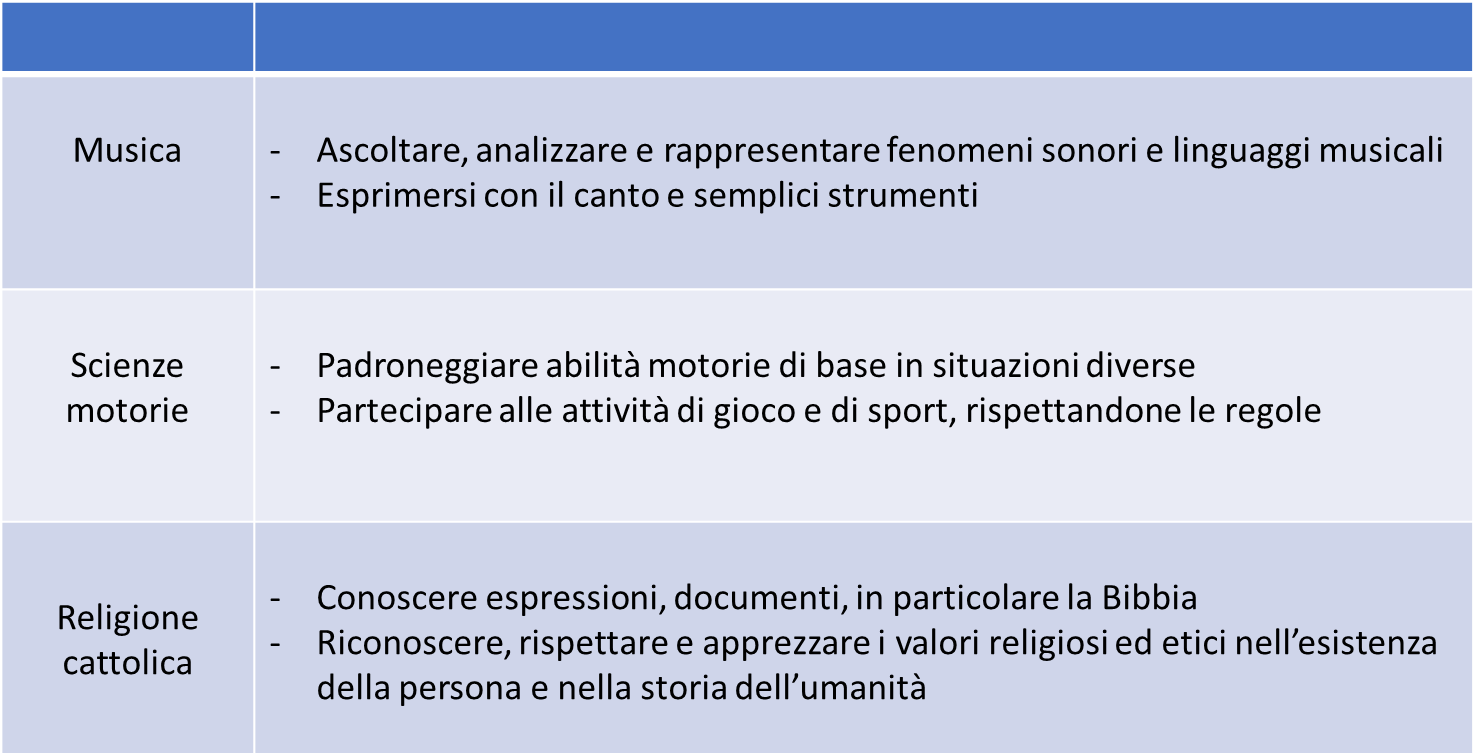 Musica
- Ascoltare, analizzare e rappresentare fenomeni sonori e linguaggi musicali
- Esprimersi con il canto e semplici strumenti
Scienze
motorie
- Padroneggiare abilità motorie di base in situazioni diverse
- Partecipare alle attività di gioco e di sport, rispettandone le regole
Religione
cattolica
- Conoscere espressioni, documenti, in particolare la Bibbia
- Riconoscere, rispettare e apprezzare i valori religiosi ed etici nell’esistenza
della persona e nella storia dell’umanità